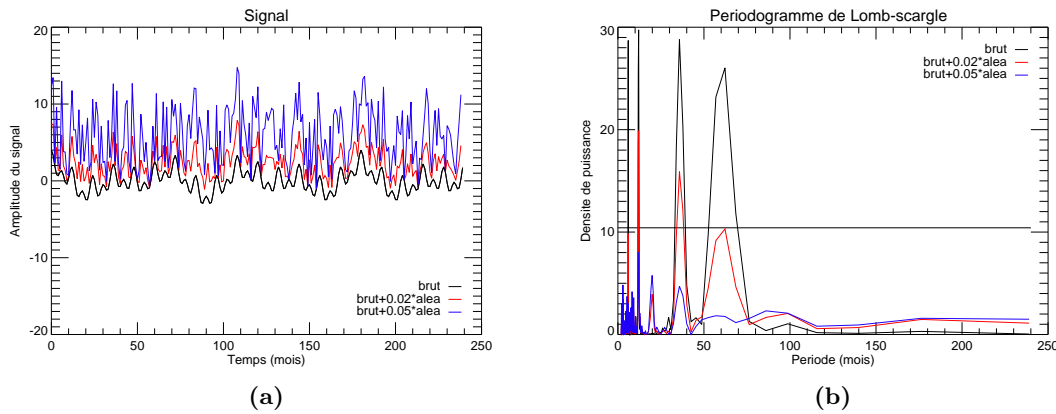 Signal
Amplitude du signal
20
10
0
-10
-20
0
50
100
150
200
250
Temps (mois)
brut
brut+0.02*alea
brut+0.05*alea
(a)
Periodogramme de Lomb-scargle
Densite de puissance
30
20
10
0
0
50
100
150
200
250
Periode (mois)
brut
brut+0.02*alea
brut+0.05*alea
(b)